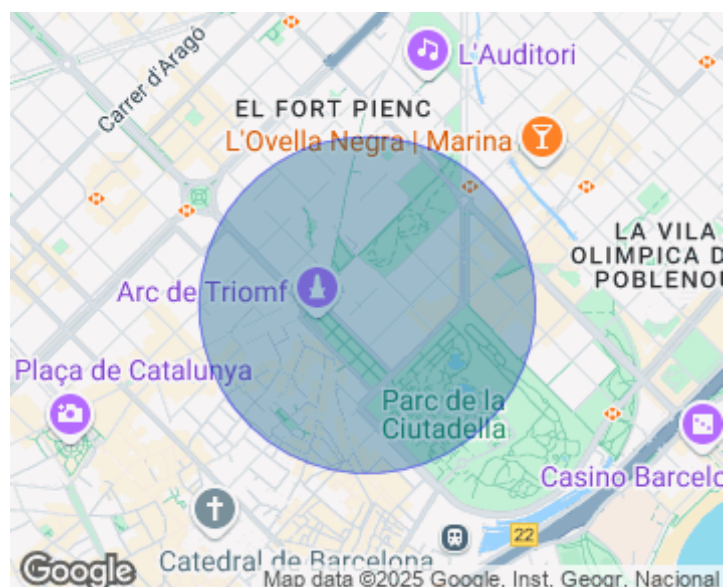 Carrer d'Aragó
L'Auditori
EL FORT PIENC
L'Ovella Negra | Marina
LA VILA
OLIMPICA D
POBLENOU
Arc de Triomf
Plaça de Catalunya
Parc de la
Ciutadella
Casino Barcelo
22
Catedral de Barcelona
Google
Map data ©2025 Google, Inst. Geogr. Nacional